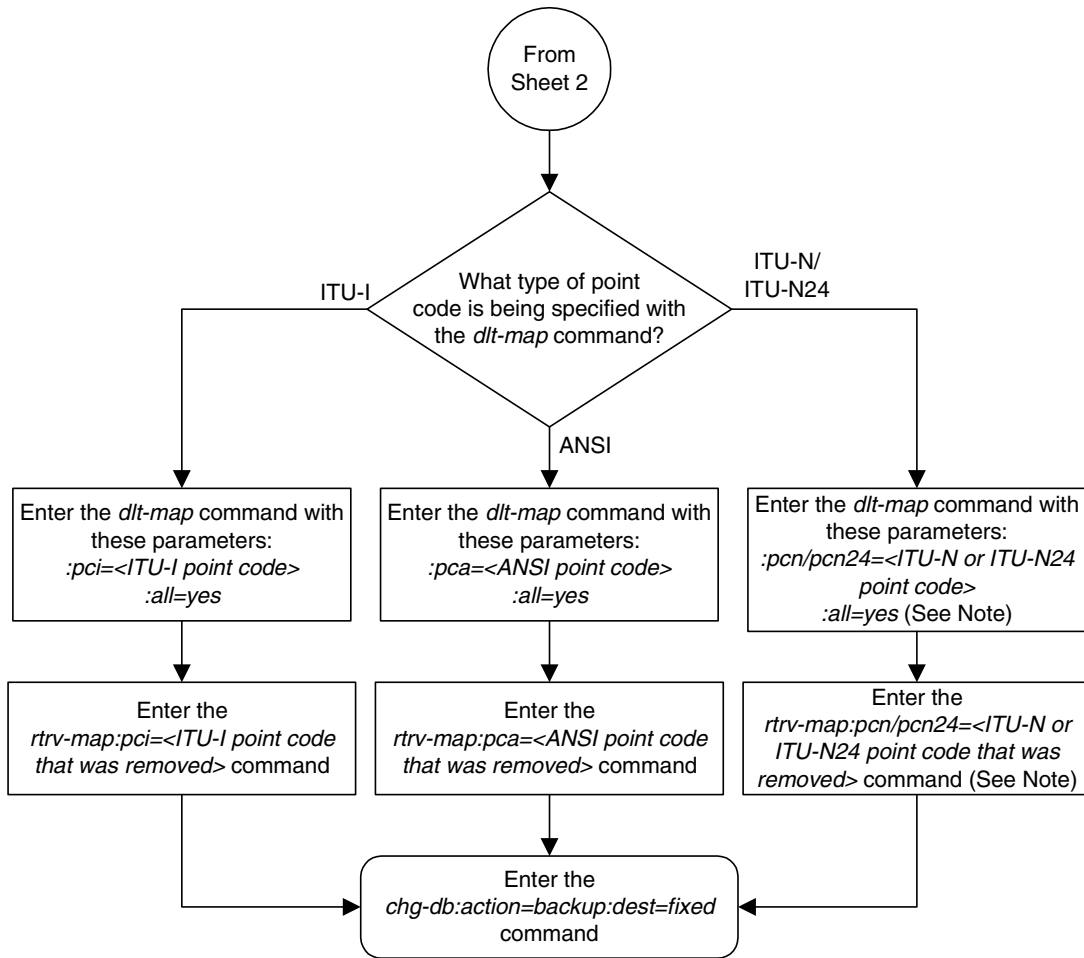 From
Sheet 2
What type of point
code is being specified with
the dlt-map command?
ITU-I
ITU-N/
ITU-N24
ANSI
Enter the dlt-map command with
these parameters:
:pci=<ITU-I point code>
:all=yes
Enter the dlt-map command with
these parameters:
:pca=<ANSI point code>
:all=yes
Enter the dlt-map command with
these parameters:
:pcn/pcn24=<ITU-N or ITU-N24
point code>
:all=yes (See Note)
Enter the
rtrv-map:pci=<ITU-I point code
that was removed> command
Enter the
rtrv-map:pca=<ANSI point code
that was removed> command
Enter the
rtrv-map:pcn/pcn24=<ITU-N or
ITU-N24 point code that was
removed> command (See Note)
Enter the
chg-db:action=backup:dest=fixed
command